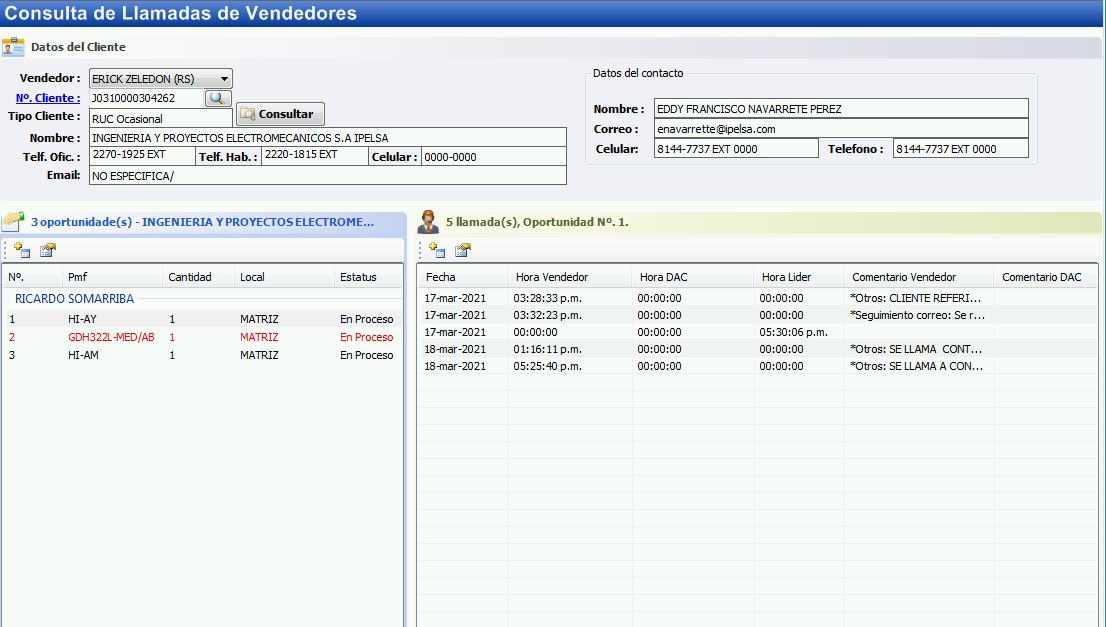 Consulta de Llamadas de Vendedores
Datos del Cliente
Vendedor : ERICK ZELEDON (RS)
Nº. Cliente : J0310000304262
Tipo Cliente : RUC Ocasional Consultar
Nombre : INGENIERIA Y PROYECTOS ELECTROMECANICOS S.A IPELSA
Telf. Ofic. : 2270-1925 EXT Telf. Hab. : 2220-1815 EXT Celular : 0000-0000
Email: NO ESPECIFICA/
Datos del contacto
Nombre : EDDY FRANCISCO NAVARRETE PEREZ
Correo : enavarrette@ipelsa.com
Celular: 8144-7737 EXT 0000 Telefono : 8144-7737 EXT 0000
3 oportunidade(s) - INGENIERIA Y PROYECTOS ELECTROME...
Nº. Pmf Cantidad Local Estatus
RICARDO SOMARRIBA
1 HI-AY 1 MATRIZ En Proceso
2 GDH322L-MED/AB 1 MATRIZ En Proceso
3 HI-AM 1 MATRIZ En Proceso
5 llamada(s), Oportunidad Nº. 1.
Fecha Hora Vendedor Hora DAC Hora Lider Comentario Vendedor Comentario DAC
17-mar-2021 03:28:33 p.m. 00:00:00 00:00:00 *Otros: CLIENTE REFERI...
17-mar-2021 03:32:23 p.m. 00:00:00 00:00:00 *Seguimiento correo: Se r...
17-mar-2021 00:00:00 00:00:00 05:30:06 p.m.
18-mar-2021 01:16:11 p.m. 00:00:00 00:00:00 *Otros: SE LLAMA CONT...
18-mar-2021 05:25:40 p.m. 00:00:00 00:00:00 *Otros: SE LLAMA A CON...